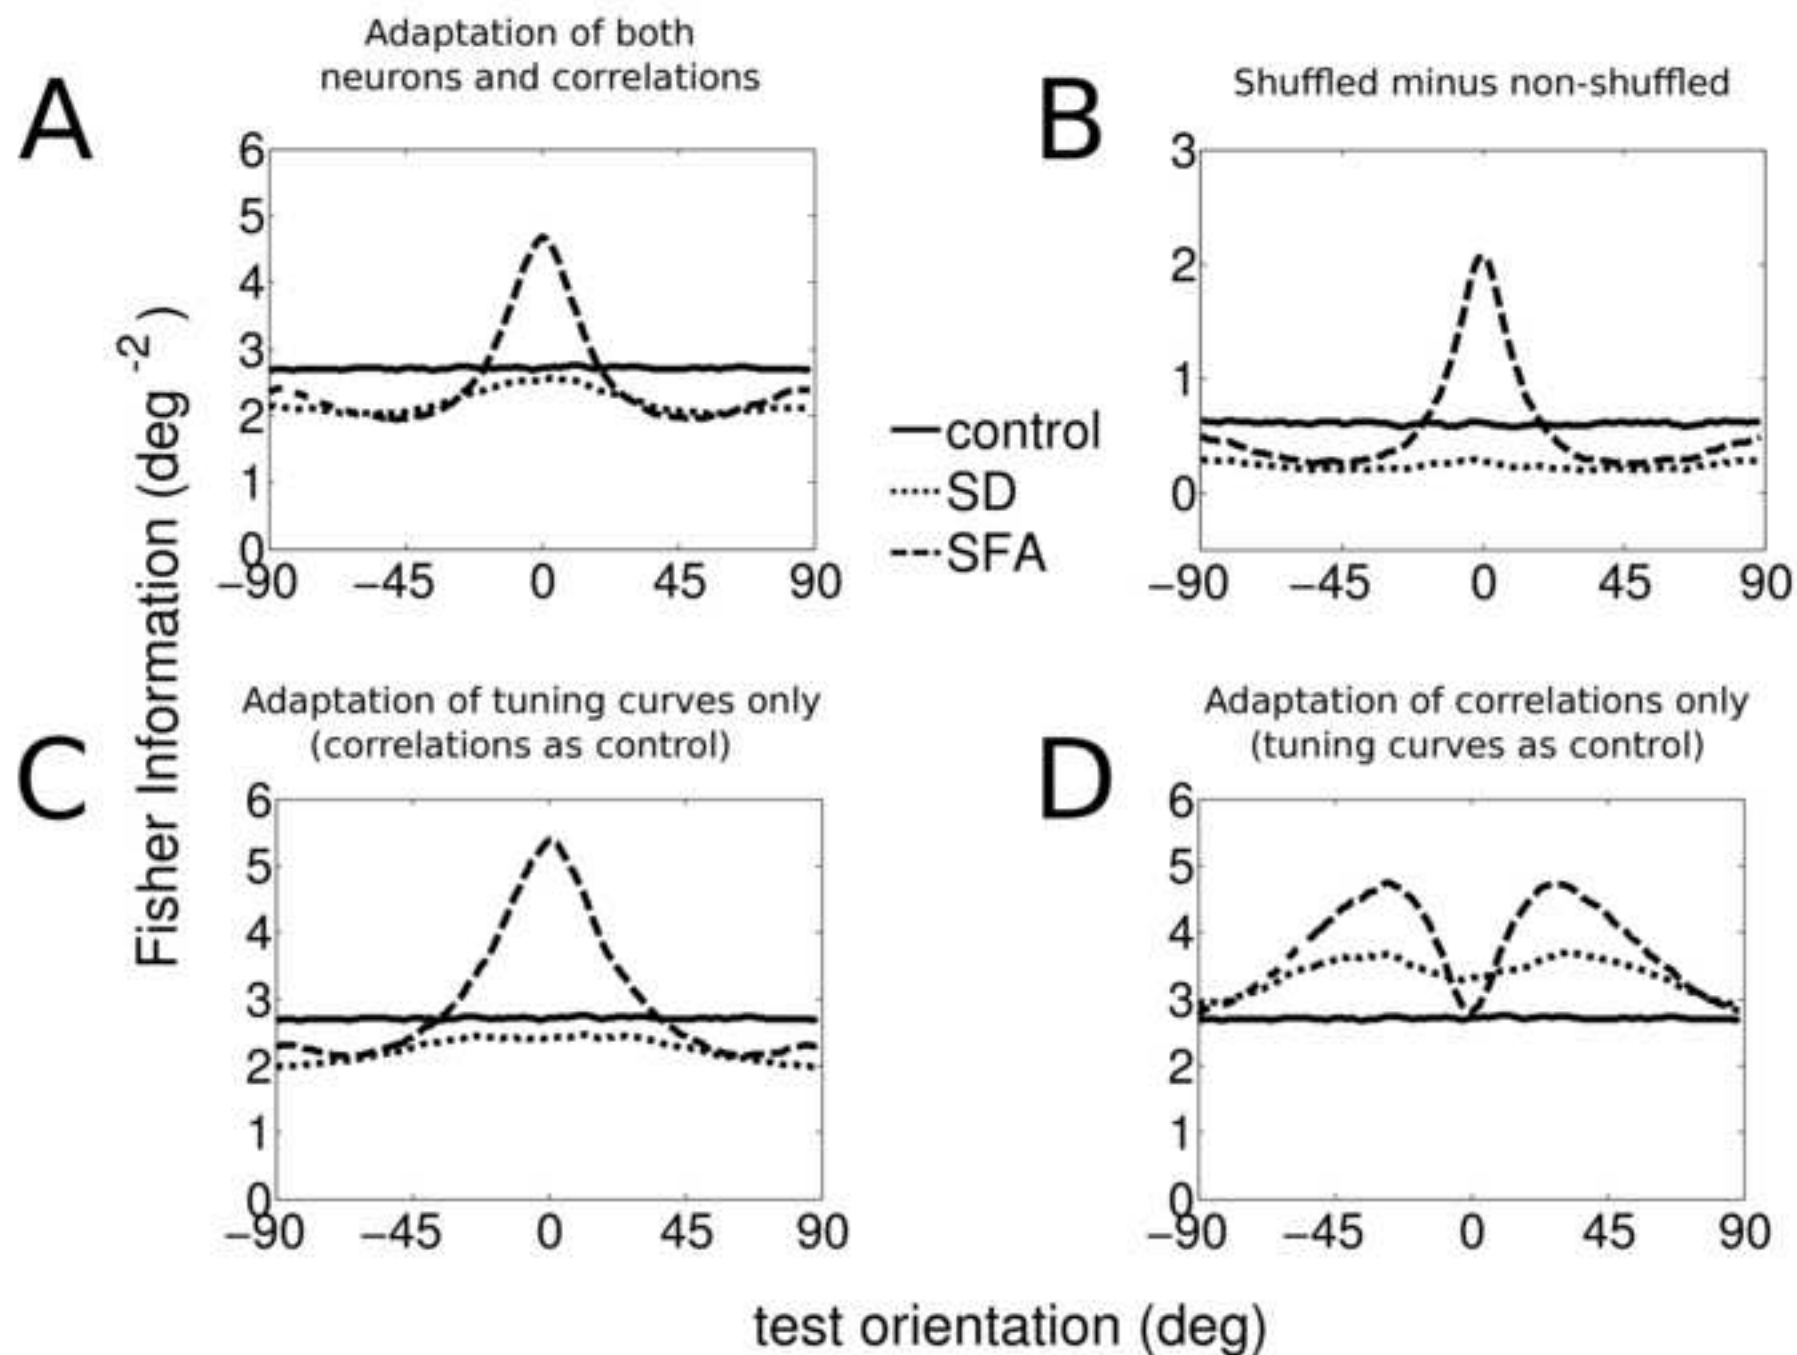 A
Adaptation of both
neurons and correlations
6
5
4
3
2
1
0
−90 −45 0 45 90
B
Shuffled minus non-shuffled
3
2
1
0
−90 −45 0 45 90
control
SD
SFA
Fisher Information (deg -2 )
C
Adaptation of tuning curves only
(correlations as control)
6
5
4
3
2
1
0
−90 −45 0 45 90
D
Adaptation of correlations only
(tuning curves as control)
6
5
4
3
2
1
0
−90 −45 0 45 90
test orientation (deg)